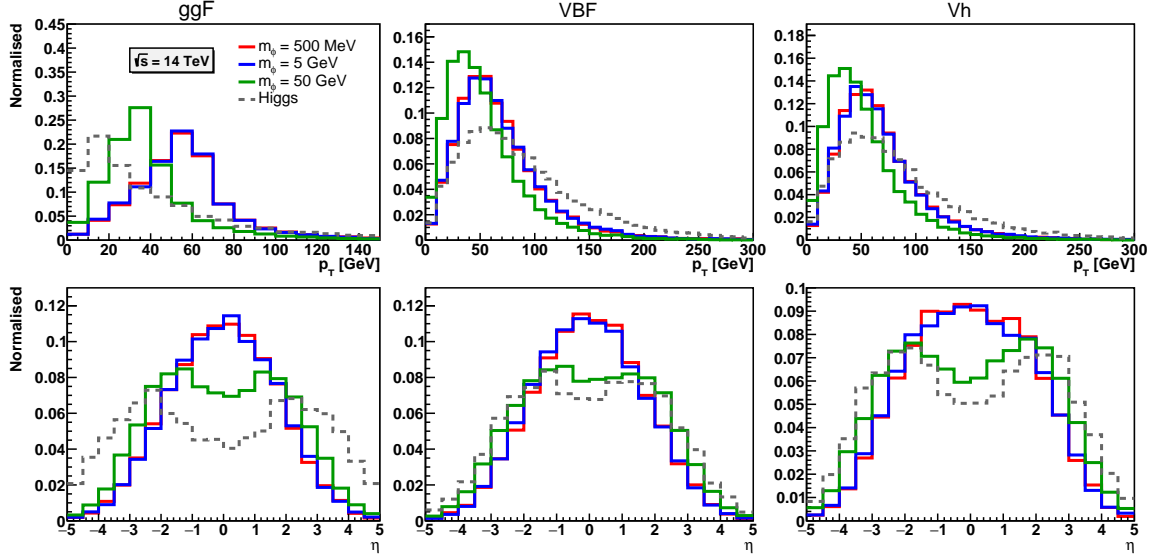 ggF
VBF
Vh
Normalised
0.45
0.4
0.35
0.3
0.25
0.2
0.15
0.1
0.05
0
√s = 14 TeV
m_ϕ = 500 MeV
m_ϕ = 5 GeV
m_ϕ = 50 GeV
Higgs
0 20 40 60 80 100 120 140
p_T [GeV]
0.16
0.14
0.12
0.1
0.08
0.06
0.04
0.02
0
0 50 100 150 200 250 300
p_T [GeV]
0.18
0.16
0.14
0.12
0.1
0.08
0.06
0.04
0.02
0
0 50 100 150 200 250 300
p_T [GeV]
Normalised
0.12
0.1
0.08
0.06
0.04
0.02
0
−5 −4 −3 −2 −1 0 1 2 3 4 5
η
0.12
0.1
0.08
0.06
0.04
0.02
0
−5 −4 −3 −2 −1 0 1 2 3 4 5
η
0.1
0.09
0.08
0.07
0.06
0.05
0.04
0.03
0.02
0.01
0
−5 −4 −3 −2 −1 0 1 2 3 4 5
η